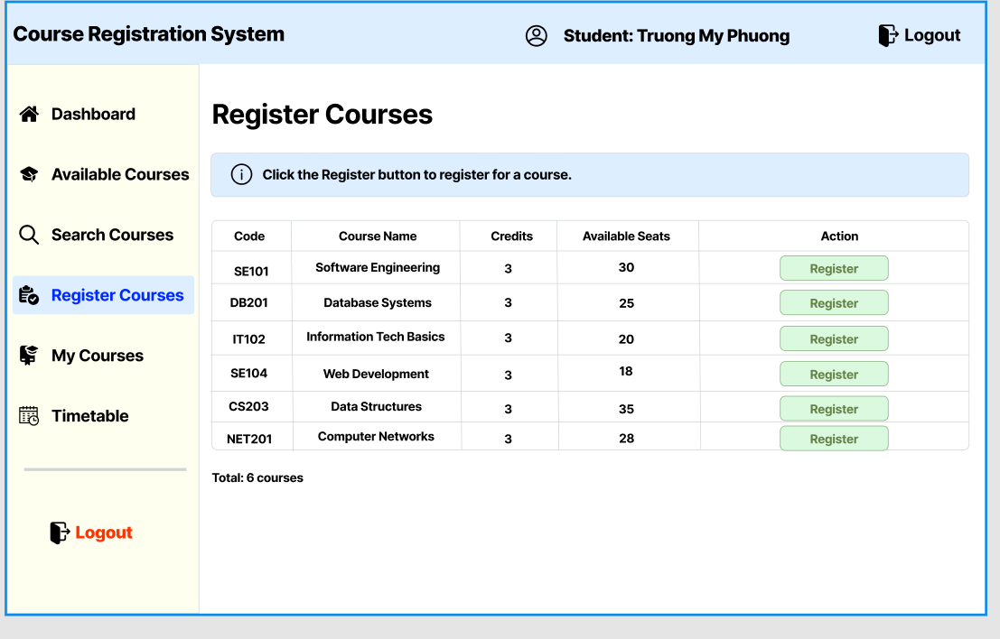 Course Registration System
Student: Truong My Phuong
Logout
Dashboard
Available Courses
Search Courses
Register Courses
My Courses
Timetable
Logout
Register Courses
Click the Register button to register for a course.
Code Course Name Credits Available Seats Action
SE101 Software Engineering 3 30 Register
DB201 Database Systems 3 25 Register
IT102 Information Tech Basics 3 20 Register
SE104 Web Development 3 18 Register
CS203 Data Structures 3 35 Register
NET201 Computer Networks 3 28 Register
Total: 6 courses